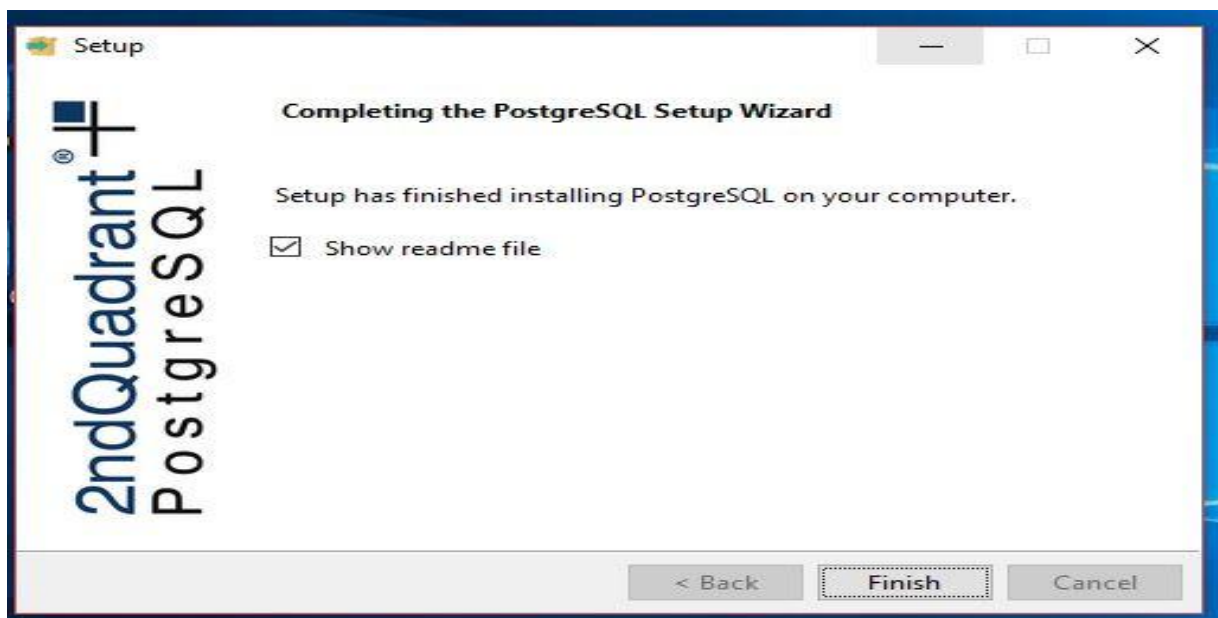 Setup
Completing the PostgreSQL Setup Wizard
Setup has finished installing PostgreSQL on your computer.
Show readme file
2ndQuadrant®
PostgreSQL
< Back
Finish
Cancel